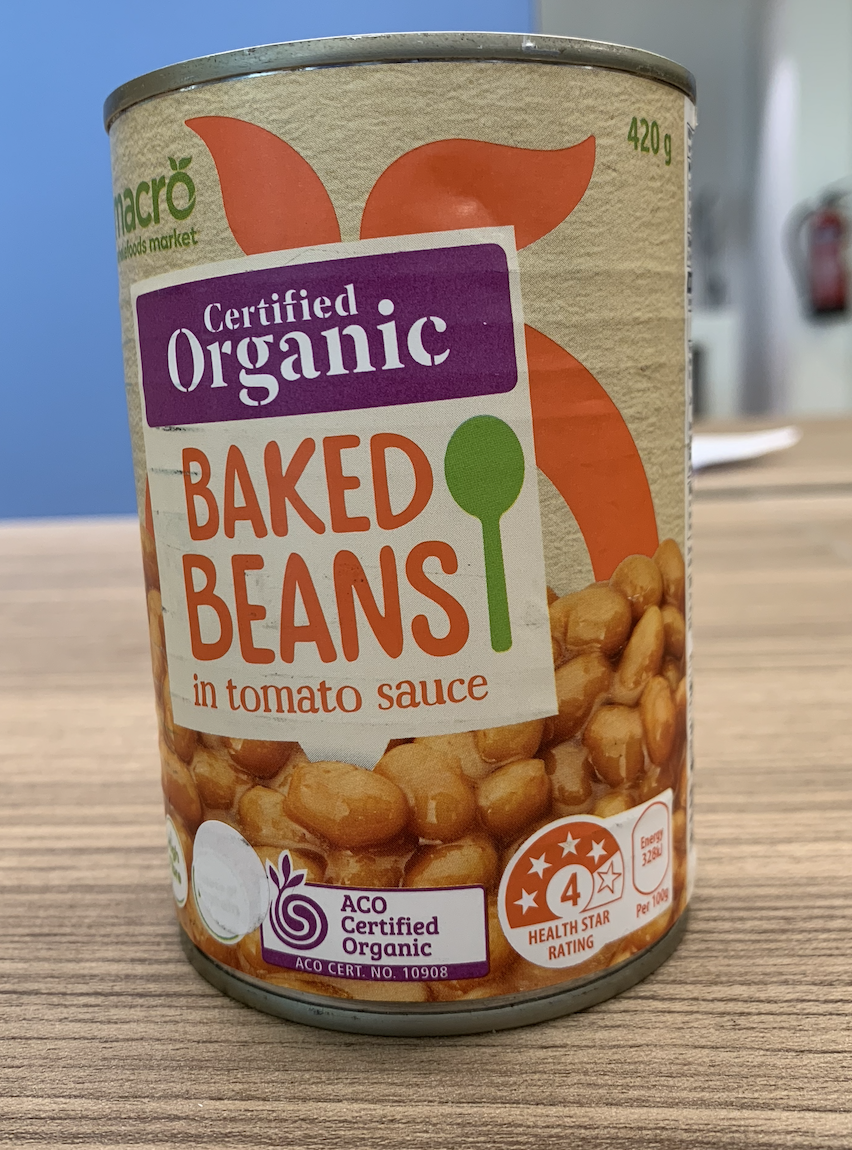 420 g
macro
wholefoods market
Certified
Organic
BAKED
BEANS
in tomato sauce
ACO
Certified
Organic
ACO CERT. NO. 10908
4
HEALTH STAR
RATING
Energy
328kJ
Per 100g